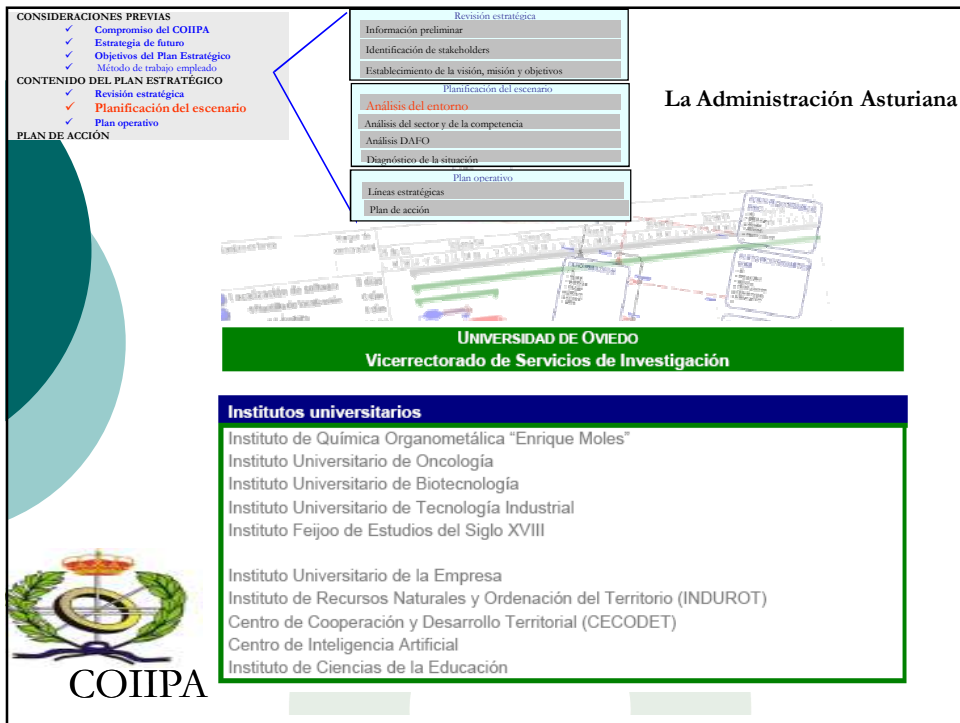 CONSIDERACIONES PREVIAS
✓ Compromiso del COIIPA
✓ Estrategia de futuro
✓ Objetivos del Plan Estratégico
✓ Método de trabajo empleado
CONTENIDO DEL PLAN ESTRATÉGICO
✓ Revisión estratégica
✓ Planificación del escenario
✓ Plan operativo
PLAN DE ACCIÓN
Revisión estratégica
Información preliminar
Identificación de stakeholders
Establecimiento de la visión, misión y objetivos
Planificación del escenario
Análisis del entorno
Análisis del sector y de la competencia
Análisis DAFO
Diagnóstico de la situación
Plan operativo
Líneas estratégicas
Plan de acción
La Administración Asturiana
UNIVERSIDAD DE OVIEDO
Vicerrectorado de Servicios de Investigación
Institutos universitarios
Instituto de Química Organometálica “Enrique Moles”
Instituto Universitario de Oncología
Instituto Universitario de Biotecnología
Instituto Universitario de Tecnología Industrial
Instituto Feijoo de Estudios del Siglo XVIII
Instituto Universitario de la Empresa
Instituto de Recursos Naturales y Ordenación del Territorio (INDUROT)
Centro de Cooperación y Desarrollo Territorial (CECODET)
Centro de Inteligencia Artificial
Instituto de Ciencias de la Educación
COIIPA